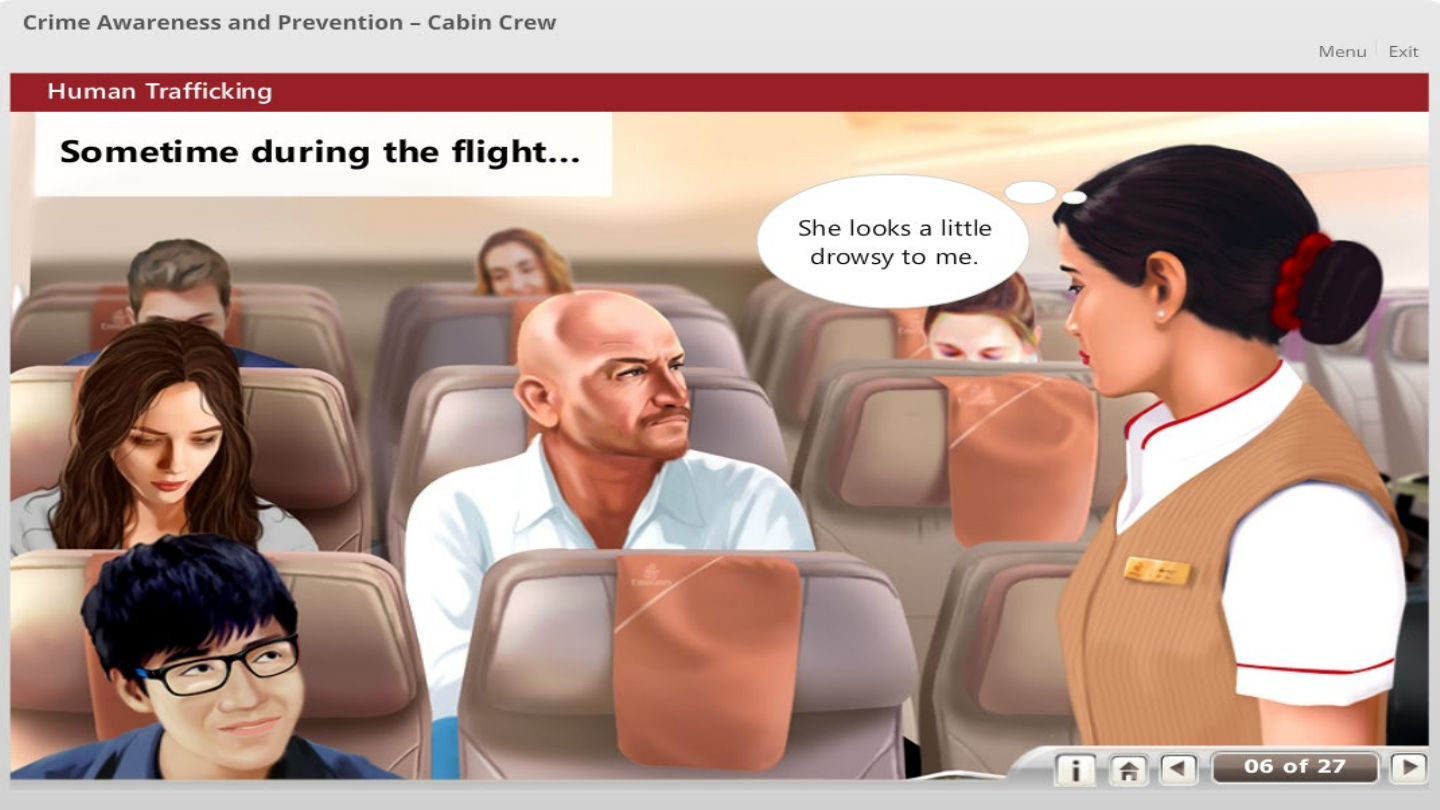 Crime Awareness and Prevention – Cabin Crew
Menu Exit
Human Trafficking
Sometime during the flight...
She looks a little
drowsy to me.
Emirates
06 of 27